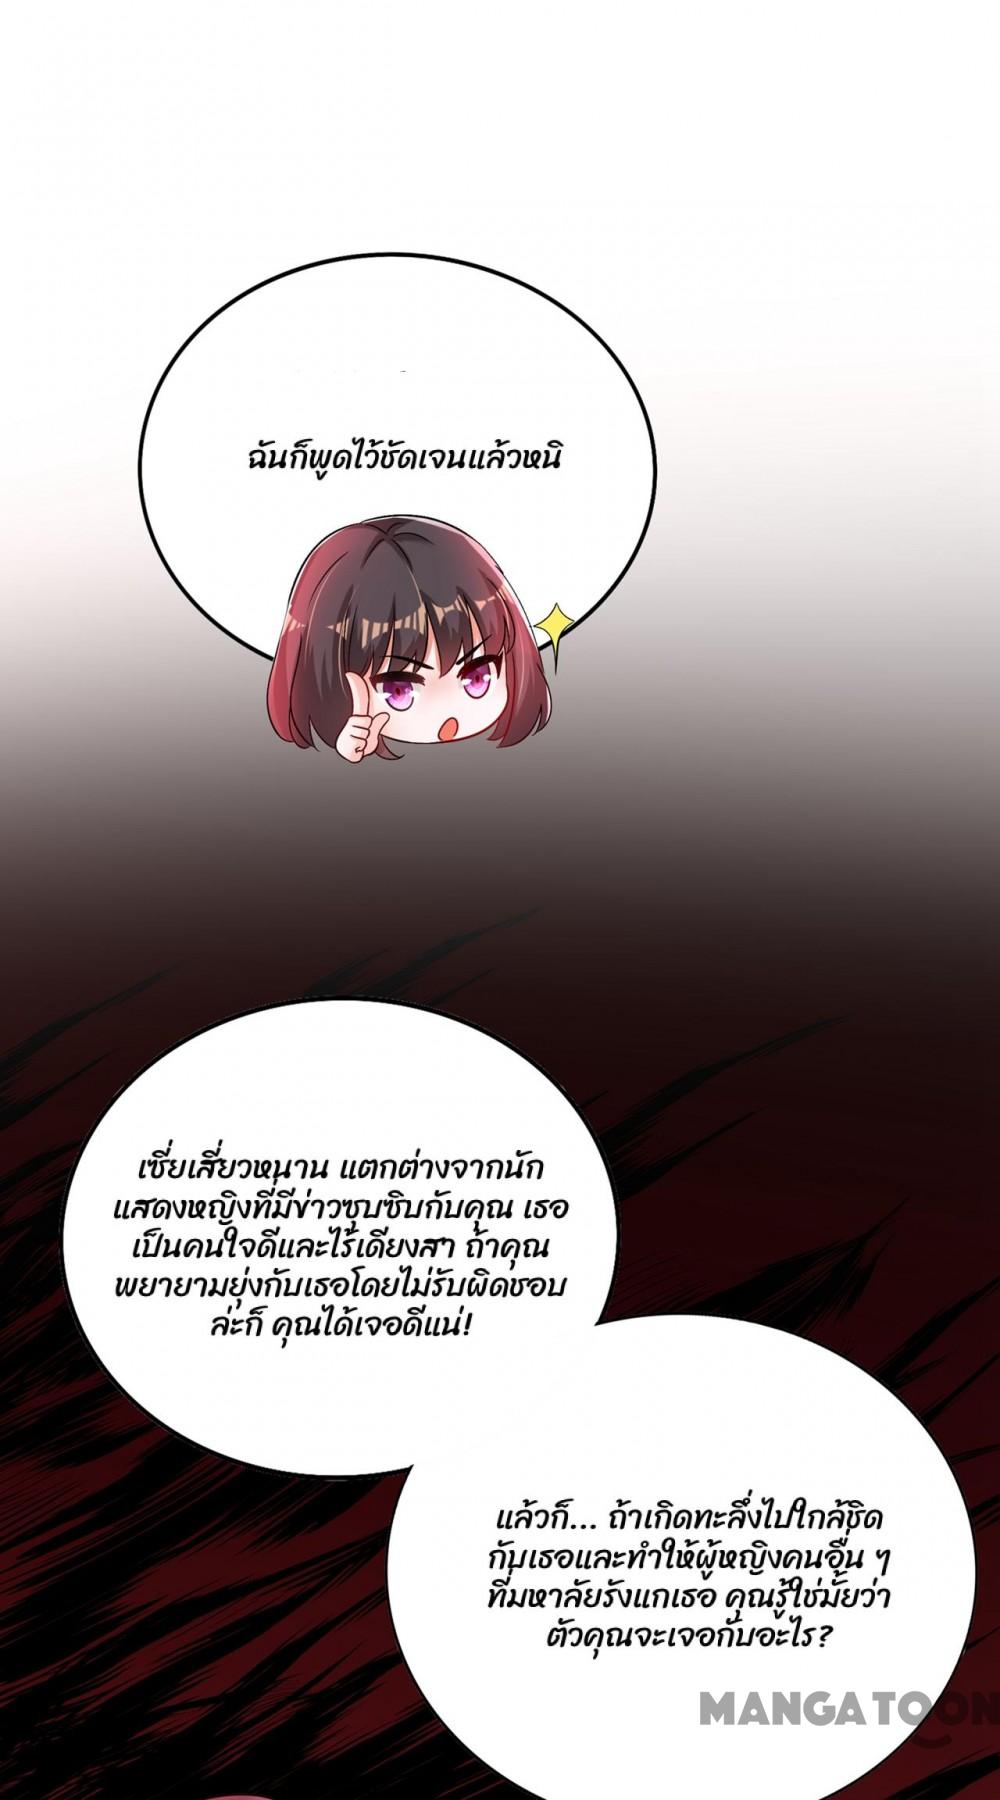 ฉันก็พูดไว้ชัดเจนแล้วหนิ
เซี่ยเสี่ยวหนาน แตกต่างจากนัก
แสดงหญิงที่มีข่าวซุบซิบกับคุณ เธอ
เป็นคนใจดีและไร้เดียงสา ถ้าคุณ
พยายามยุ่งกับเธอโดยไม่รับผิดชอบ
ล่ะก็ คุณได้เจอดีแน่!
แล้วก็... ถ้าเกิดทะลึ่งไปใกล้ชิด
กับเธอและทำให้ผู้หญิงคนอื่น ๆ
ที่มหาลัยรังแกเธอ คุณรู้ใช่มั้ยว่า
ตัวคุณจะเจอกับอะไร?
MANGATOON